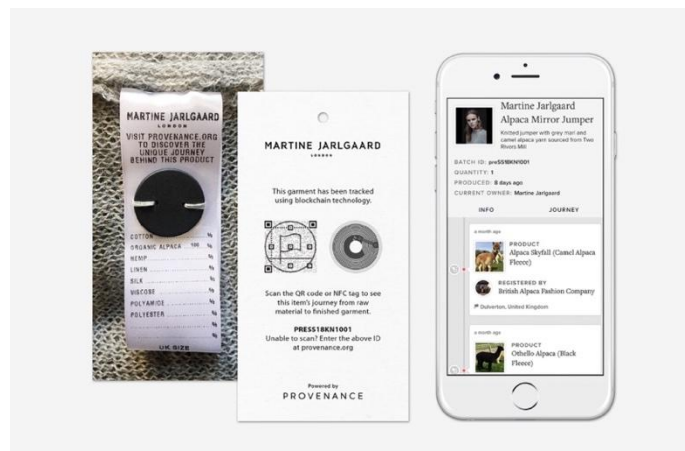 MARTINE JARLGAARD
LONDON
VISIT PROVENANCE.ORG
TO DISCOVER THE
UNIQUE JOURNEY
BEHIND THIS PRODUCT
COTTON %
ORGANIC ALPACA 100 %
HEMP %
LINEN %
SILK %
VISCOSE %
POLYAMIDE %
POLYESTER %
%
%
UK SIZE
MARTINE JARLGAARD
LONDON
This garment has been tracked
using blockchain technology.
Scan the QR code or NFC tag to see
this item's journey from raw
material to finished garment.
PRESS18KN1001
Unable to scan? Enter the above ID
at provenance.org
Powered by
PROVENANCE
Martine Jarlgaard
Alpaca Mirror Jumper
Knitted jumper with grey marl and
camel alpaca yarn sourced from Two
Rivers Mill
BATCH ID: preSS18KN1001
QUANTITY: 1
PRODUCED: 8 days ago
CURRENT OWNER: Martine Jarlgaard
INFO JOURNEY
a month ago
PRODUCT
Alpaca Skyfall (Camel Alpaca
Fleece)
REGISTERED BY
British Alpaca Fashion Company
Dulverton, United Kingdom
a month ago
PRODUCT
Othello Alpaca (Black
Fleece)